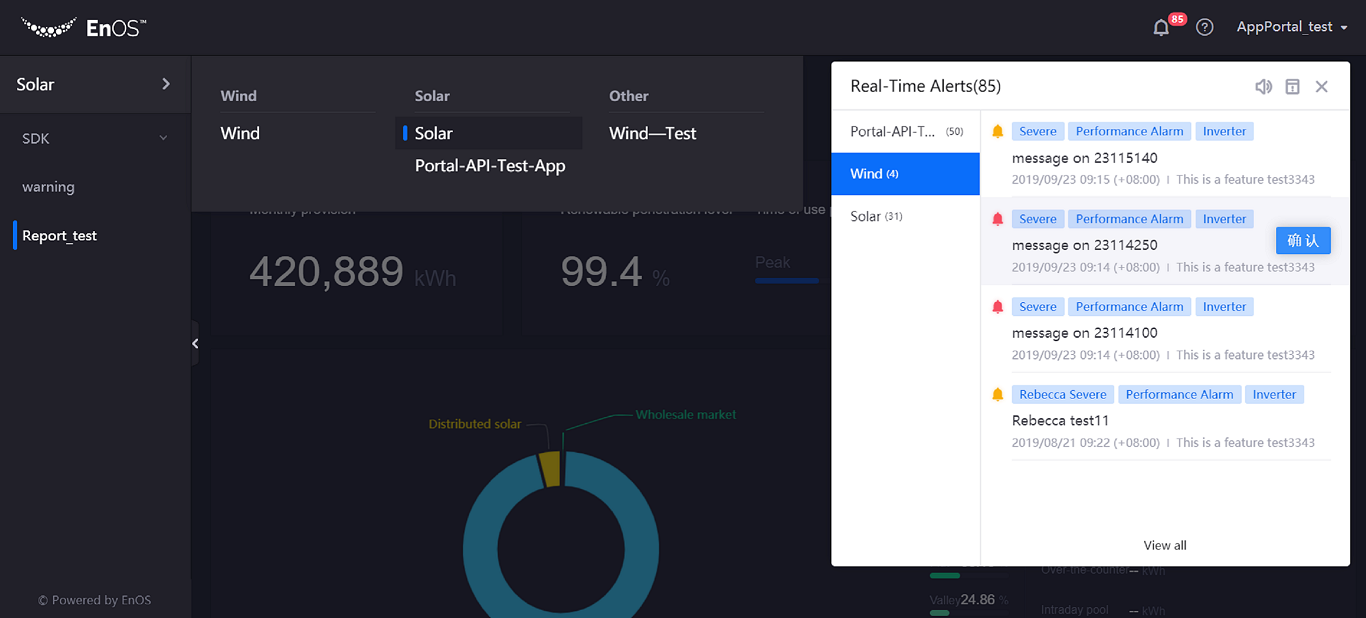 EnOS™
85
AppPortal_test
Solar
SDK
warning
Report_test
© Powered by EnOS
Wind
Wind
Solar
Solar
Portal-API-Test-App
Other
Wind—Test
Monthly provision
Renewable penetration level
Time of use
420,889 kWh
99.4 %
Peak
Distributed solar
Wholesale market
Valley 24.86 %
Over-the-counter -- kWh
Intraday pool -- kWh
Real-Time Alerts(85)
Portal-API-T... (50)
Wind (4)
Solar (31)
Severe Performance Alarm Inverter
message on 23115140
2019/09/23 09:15 (+08:00) | This is a feature test3343
Severe Performance Alarm Inverter
message on 23114250
确认
2019/09/23 09:14 (+08:00) | This is a feature test3343
Severe Performance Alarm Inverter
message on 23114100
2019/09/23 09:14 (+08:00) | This is a feature test3343
Rebecca Severe Performance Alarm Inverter
Rebecca test11
2019/08/21 09:22 (+08:00) | This is a feature test3343
View all